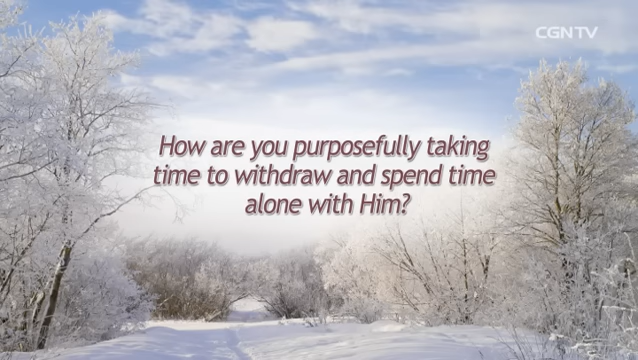 CGNTV
How are you purposefully taking
time to withdraw and spend time
alone with Him?